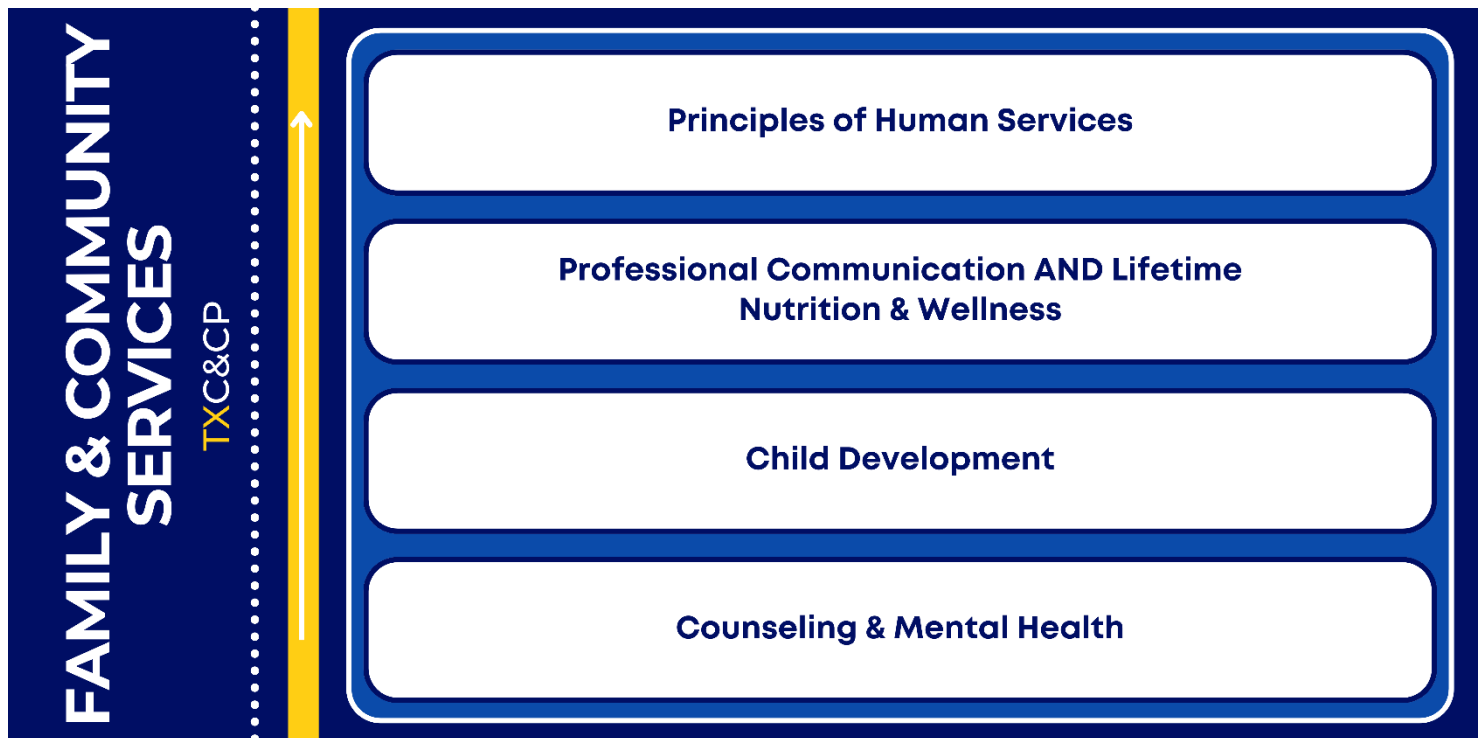 FAMILY & COMMUNITY
SERVICES
TXC&CP
Principles of Human Services
Professional Communication AND Lifetime
Nutrition & Wellness
Child Development
Counseling & Mental Health